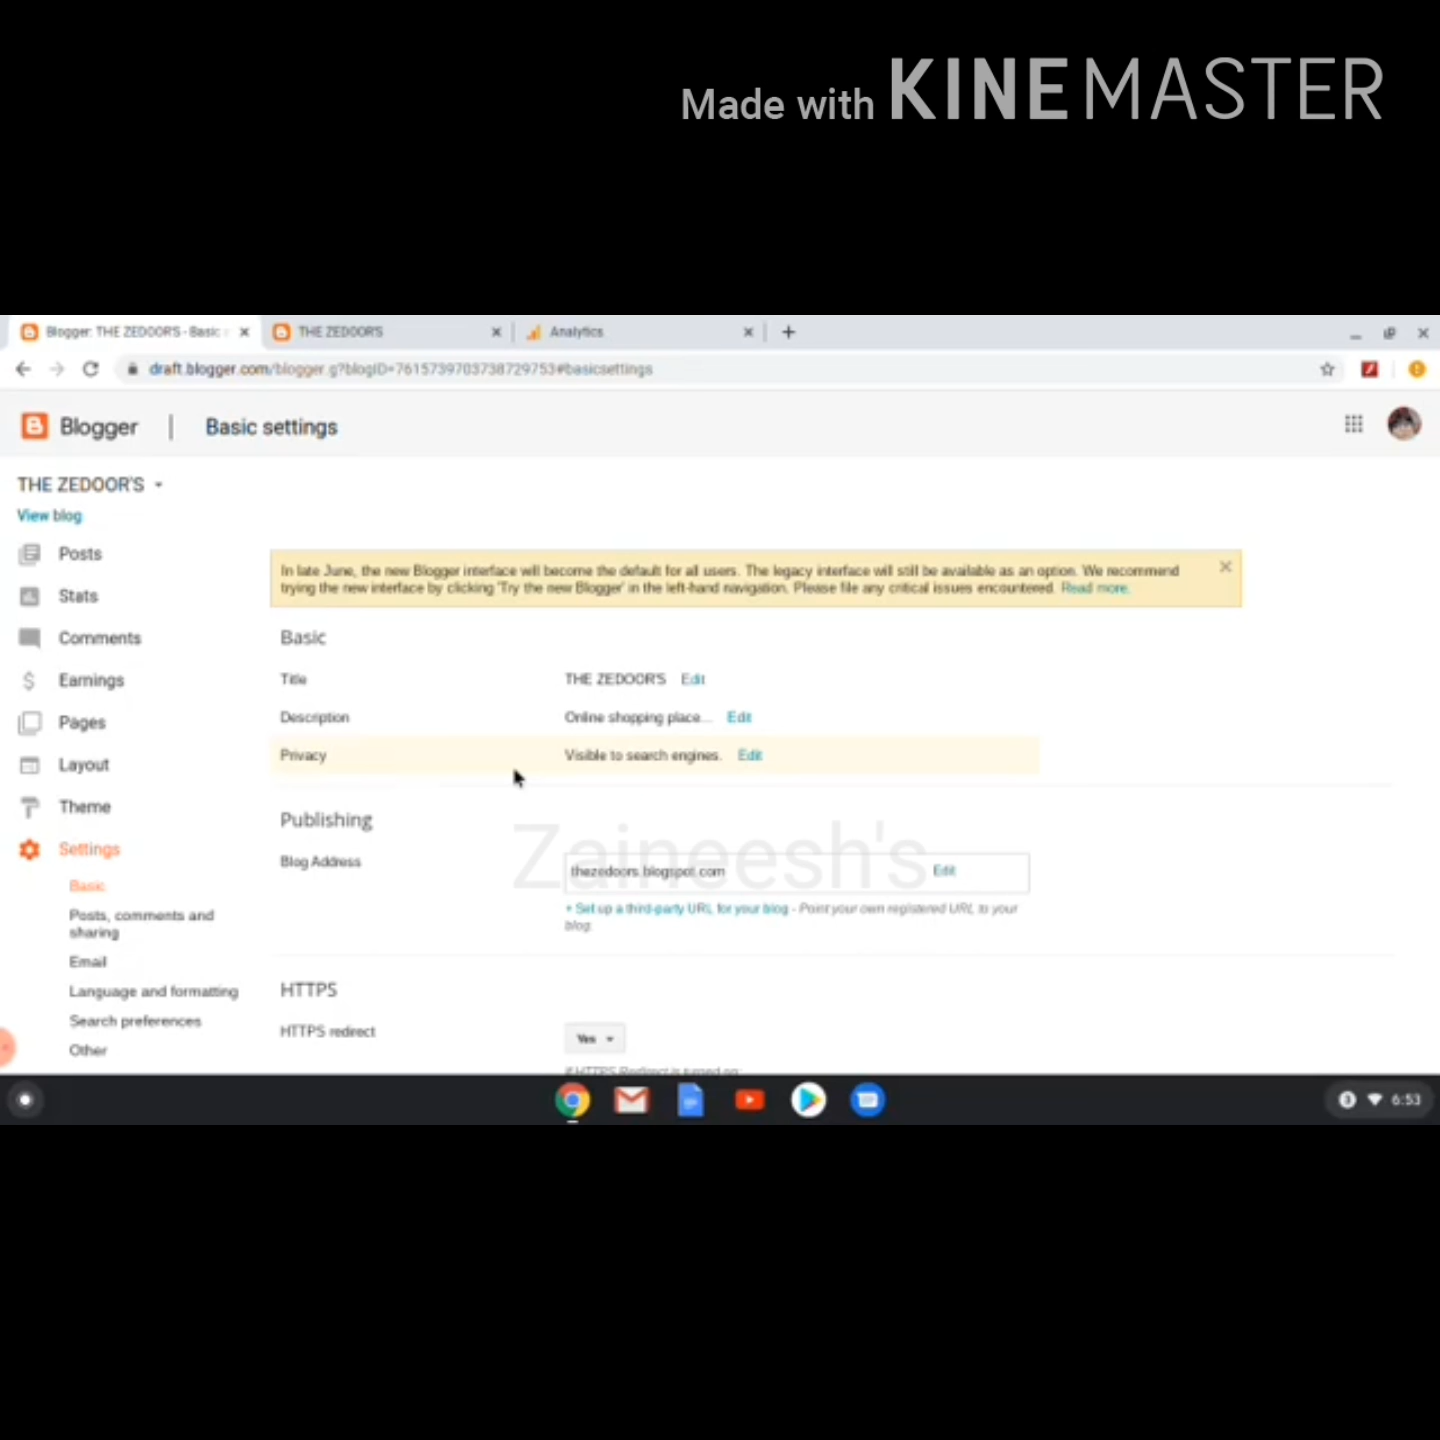 Made with KINEMASTER
Blogger: THE ZEDOOR'S - Basic
THE ZEDOOR'S
Analytics
draft.blogger.com/blogger.g?blogID=7615739703738729753#basicsettings
Blogger | Basic settings
THE ZEDOOR'S
View blog
Posts
Stats
Comments
Earnings
Pages
Layout
Theme
Settings
Basic
Posts, comments and
sharing
Email
Language and formatting
Search preferences
Other
In late June, the new Blogger interface will become the default for all users. The legacy interface will still be available as an option. We recommend
trying the new interface by clicking 'Try the new Blogger' in the left-hand navigation. Please file any critical issues encountered. Read more.
Basic
Title THE ZEDOOR'S Edit
Description Online shopping place... Edit
Privacy Visible to search engines. Edit
Publishing
Zaineesh's
Blog Address thezedoors.blogspot.com Edit
+ Set up a third-party URL for your blog - Point your own registered URL to your
blog.
HTTPS
HTTPS redirect Yes
If HTTPS Redirect is turned on:
6:53